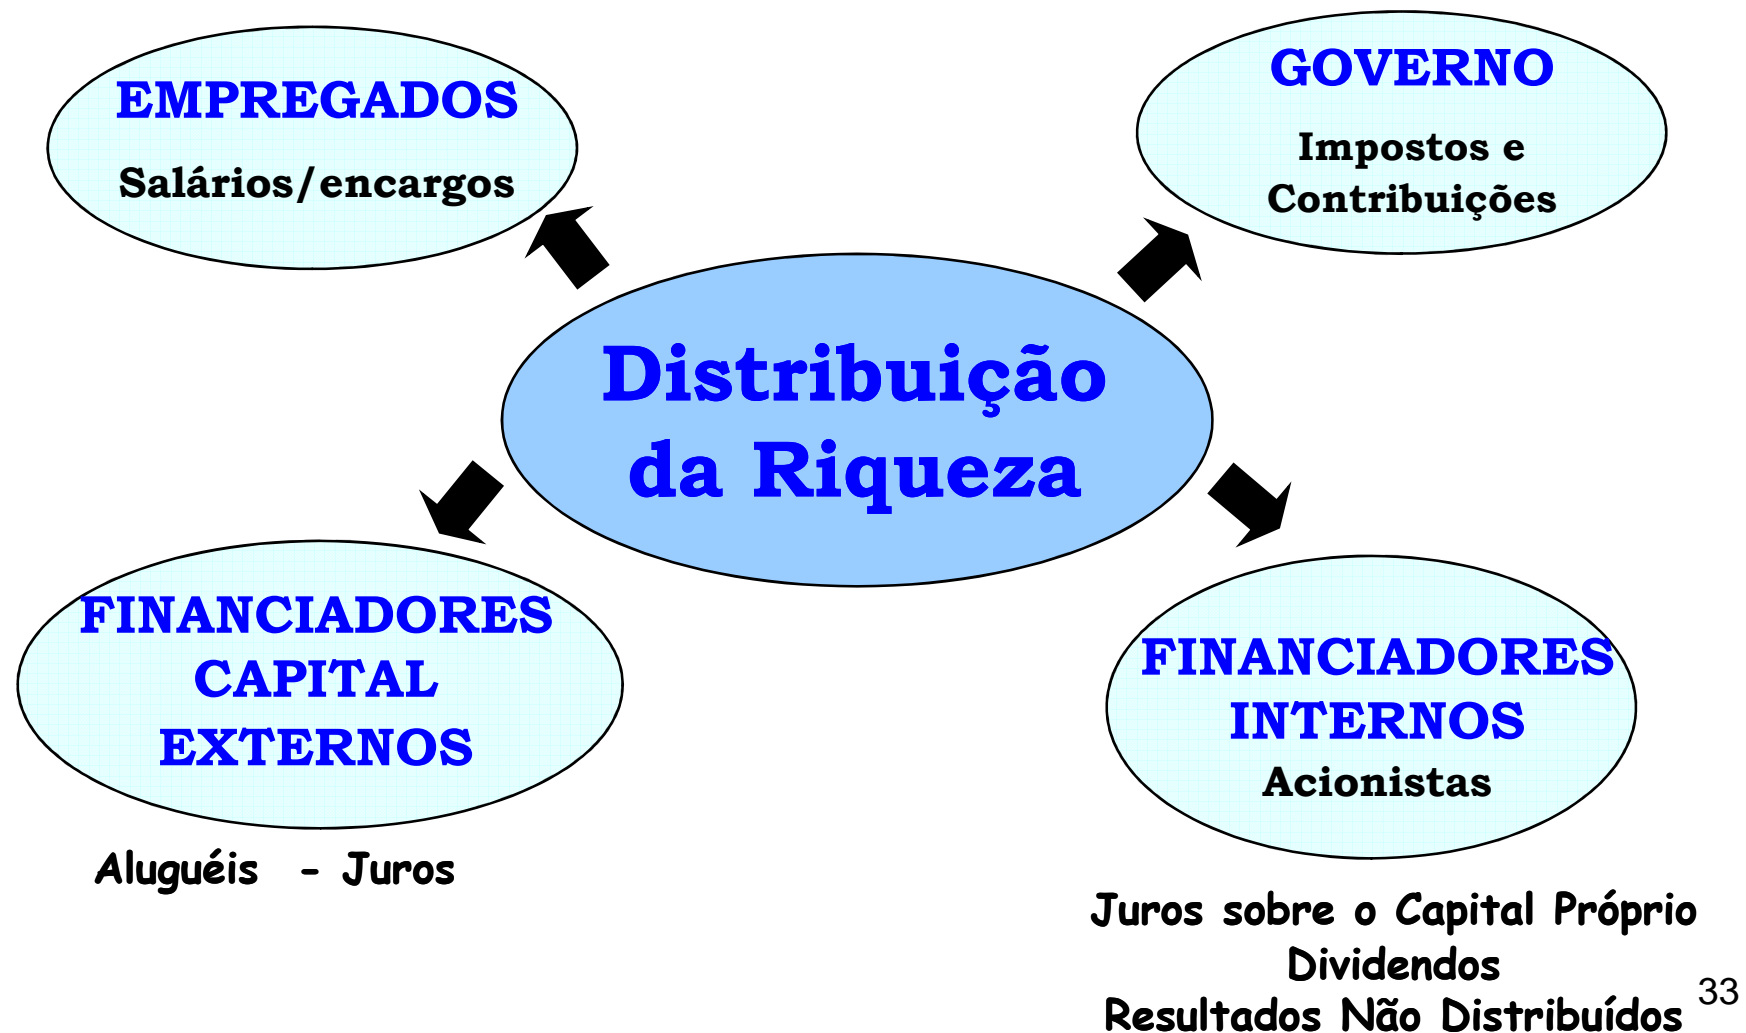 EMPREGADOS
Salários/encargos
GOVERNO
Impostos e
Contribuições
Distribuição
da Riqueza
FINANCIADORES
CAPITAL
EXTERNOS
Aluguéis - Juros
FINANCIADORES
INTERNOS
Acionistas
Juros sobre o Capital Próprio
Dividendos
Resultados Não Distribuídos
33